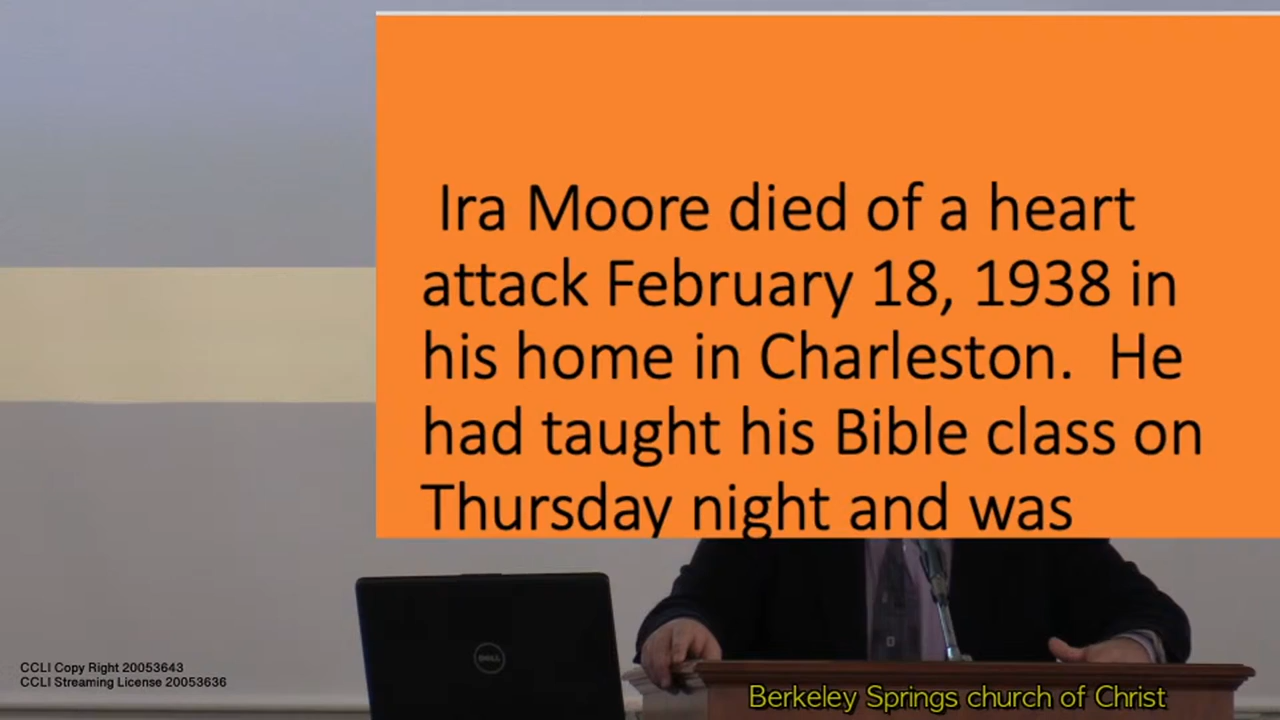 Ira Moore died of a heart
attack February 18, 1938 in
his home in Charleston.  He
had taught his Bible class on
Thursday night and was
DELL
CCLI Copy Right 20053643
CCLI Streaming License 20053636
Berkeley Springs church of Christ